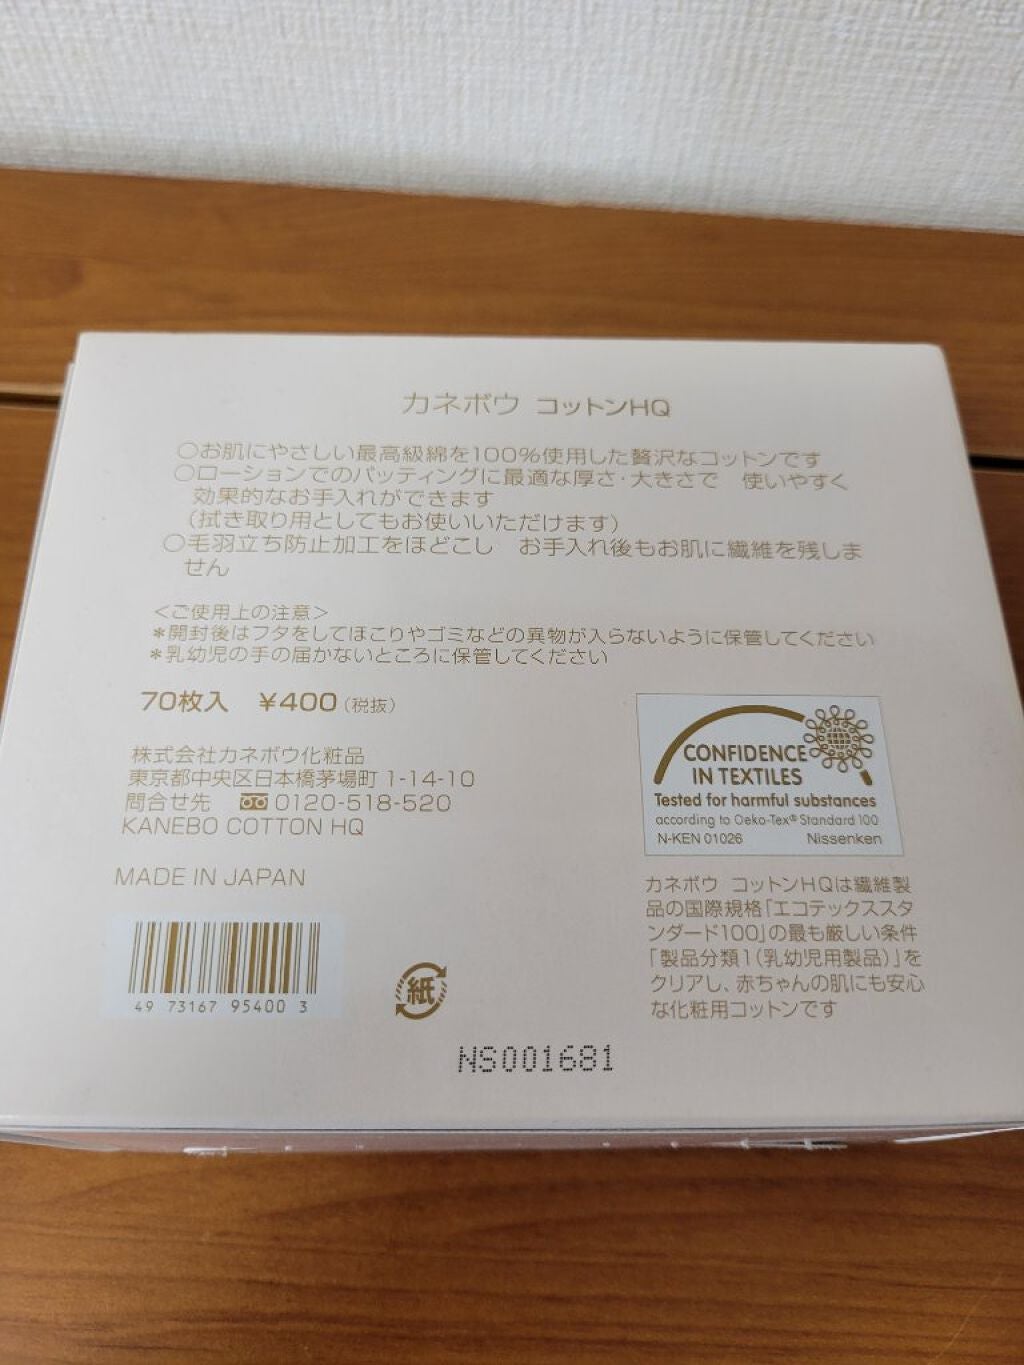 カネボウ コットンHQ
○お肌にやさしい最高級綿を100%使用した贅沢なコットンです
○ローションでのパッティングに最適な厚さ・大きさで 使いやすく
効果的なお手入れができます
(拭き取り用としてもお使いいただけます)
○毛羽立ち防止加工をほどこし お手入れ後もお肌に繊維を残しま
せん
<ご使用上の注意>
*開封後はフタをしてほこりやゴミなどの異物が入らないように保管してください
*乳幼児の手の届かないところに保管してください
70枚入 ¥400(税抜)
株式会社カネボウ化粧品
東京都中央区日本橋茅場町 1-14-10
問合せ先 0120-518-520
KANEBO COTTON HQ
MADE IN JAPAN
49 73167 95400 3
紙
CONFIDENCE
IN TEXTILES
Tested for harmful substances
according to Oeko-Tex® Standard 100
N-KEN 01026 Nissenken
カネボウ コットンHQは繊維製
品の国際規格「エコテックススタ
ンダード100」の最も厳しい条件
「製品分類1(乳幼児用製品)」を
クリアし、赤ちゃんの肌にも安心
な化粧用コットンです
NS001681